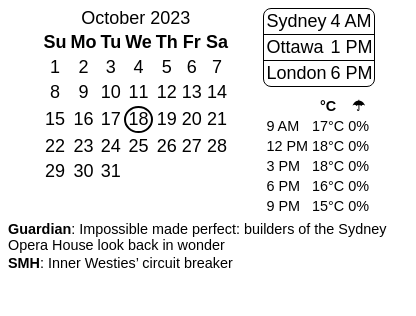 October 2023
Su Mo Tu We Th Fr Sa
1 2 3 4 5 6 7
8 9 10 11 12 13 14
15 16 17 18 19 20 21
22 23 24 25 26 27 28
29 30 31
Sydney 4 AM
Ottawa 1 PM
London 6 PM
°C ☂
9 AM 17°C 0%
12 PM 18°C 0%
3 PM 18°C 0%
6 PM 16°C 0%
9 PM 15°C 0%
Guardian: Impossible made perfect: builders of the Sydney
Opera House look back in wonder
SMH: Inner Westies’ circuit breaker